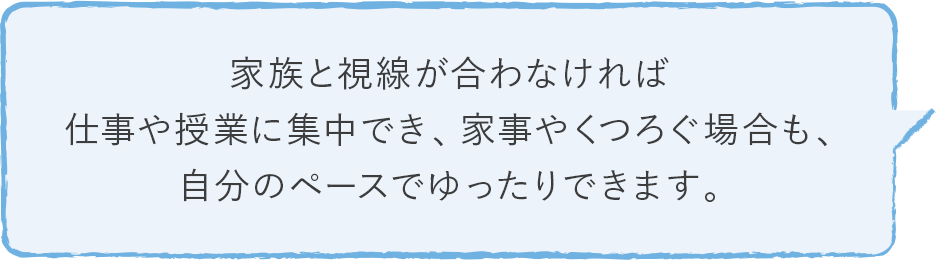 家族と視線が合わなければ
仕事や授業に集中でき、家事やくつろぐ場合も、
自分のペースでゆったりできます。